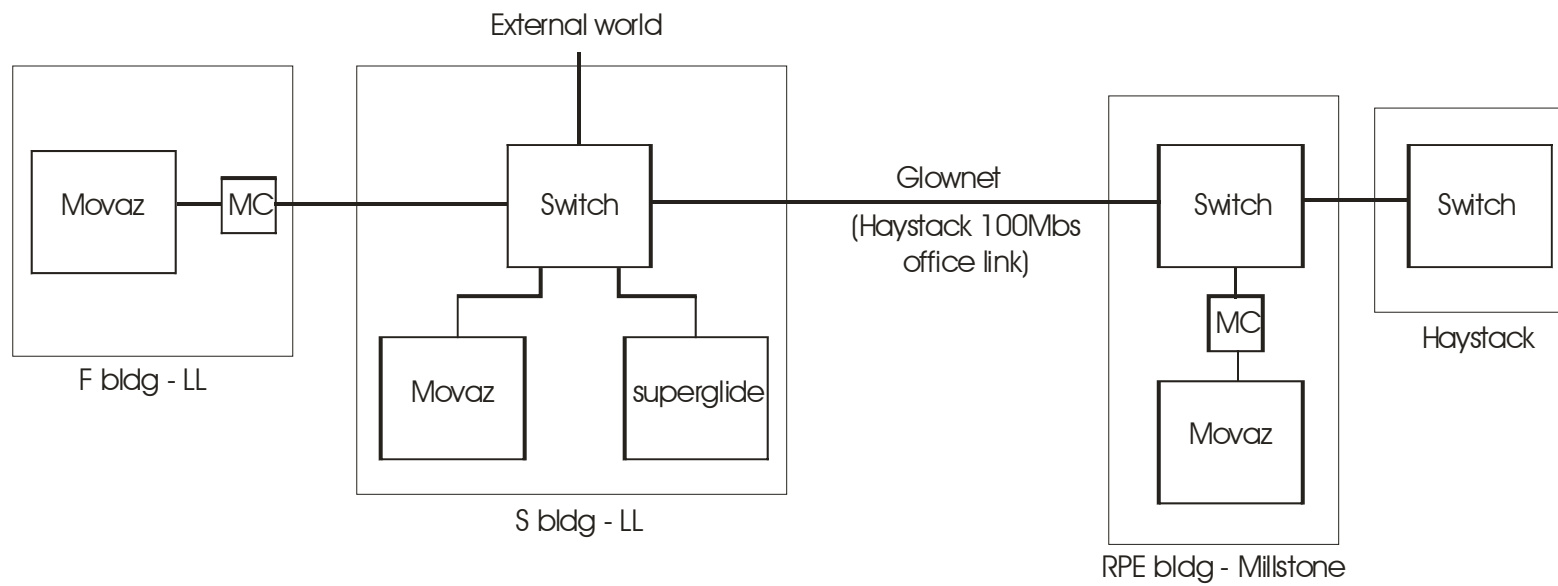 External world
Movaz
MC
Switch
Glownet
(Haystack 100Mbs
office link)
Switch
Switch
MC
Movaz
superglide
Movaz
Haystack
F bldg - LL
S bldg - LL
RPE bldg - Millstone